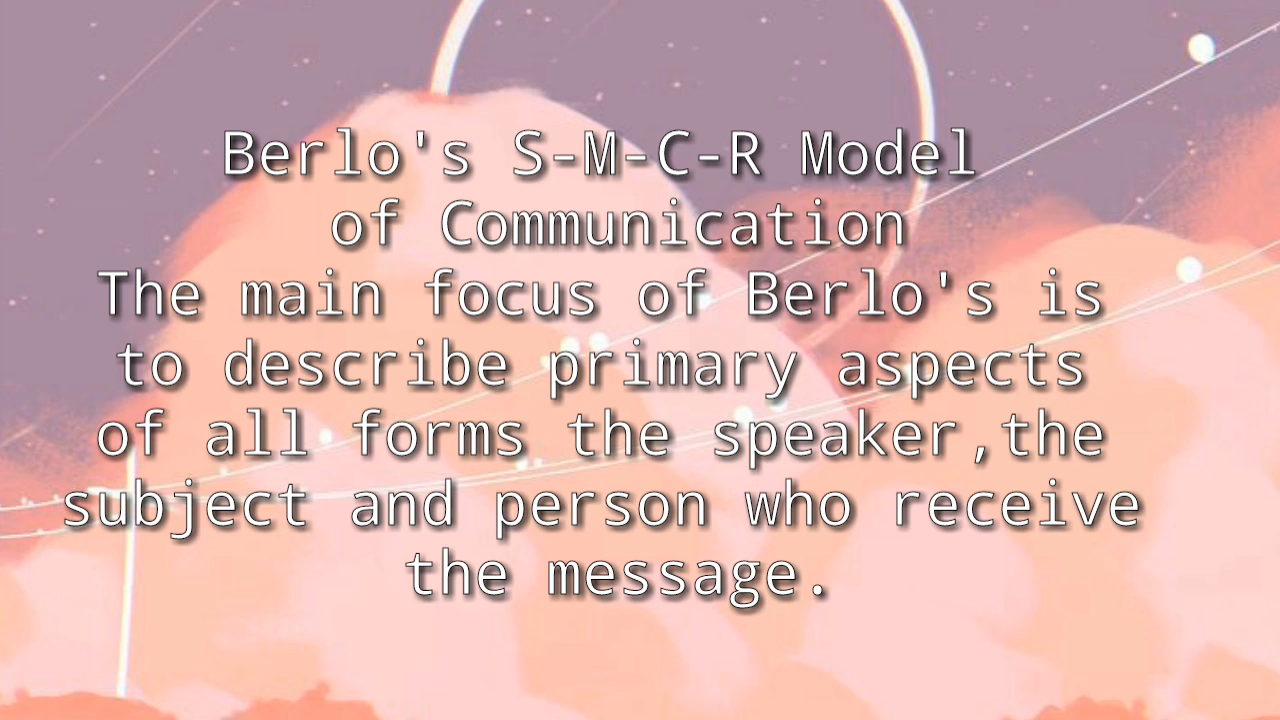 Berlo's S-M-C-R Model
of Communication
The main focus of Berlo's is
to describe primary aspects
of all forms the speaker,the
subject and person who receive
the message.